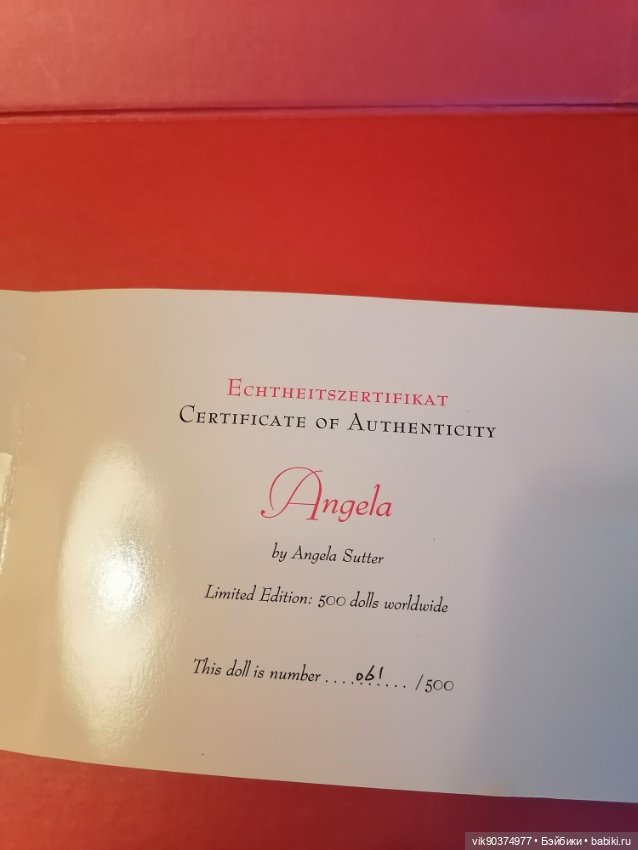 Echtheitszertifikat
Certificate of Authenticity
Angela
by Angela Sutter
Limited Edition: 500 dolls worldwide
This doll is number ....061.... /500
vik90374977 • Бэйбики • babiki.ru